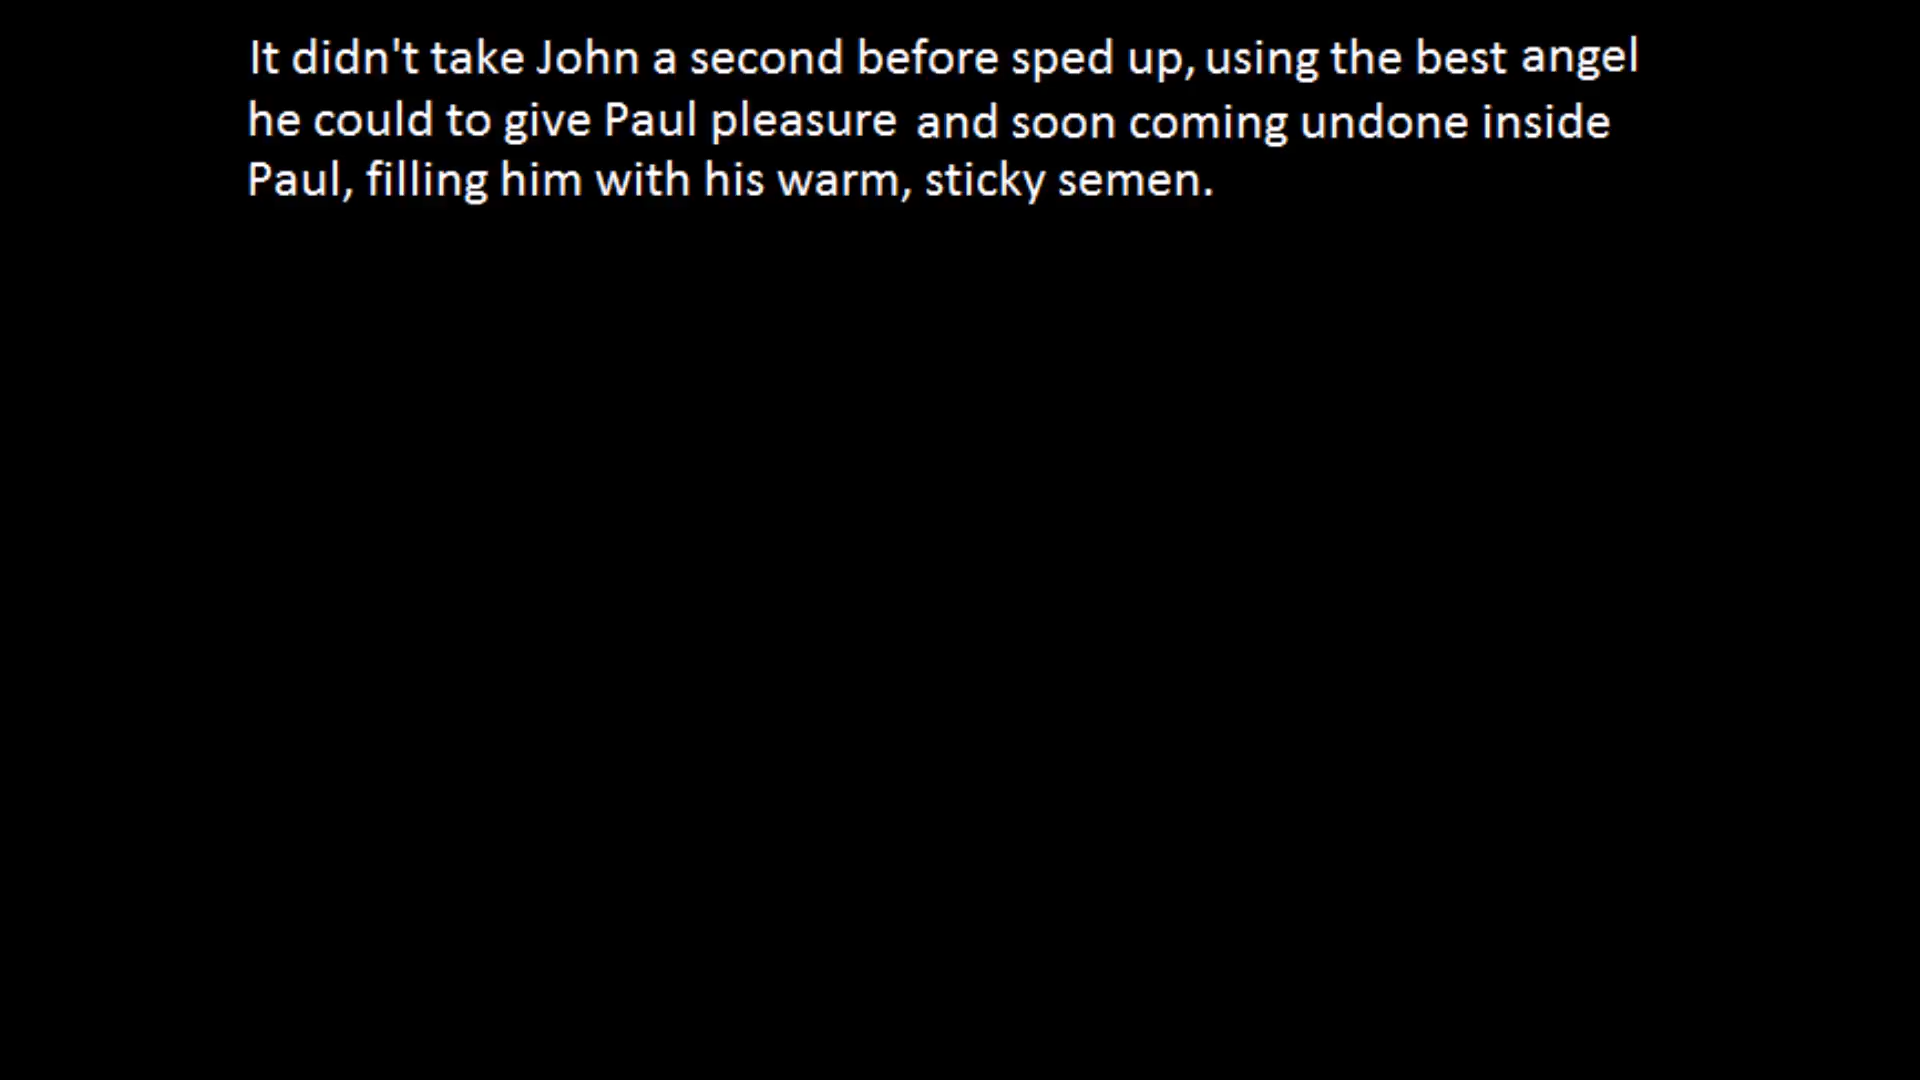 It didn't take John a second before sped up, using the best angel
he could to give Paul pleasure and soon coming undone inside
Paul, filling him with his warm, sticky semen.